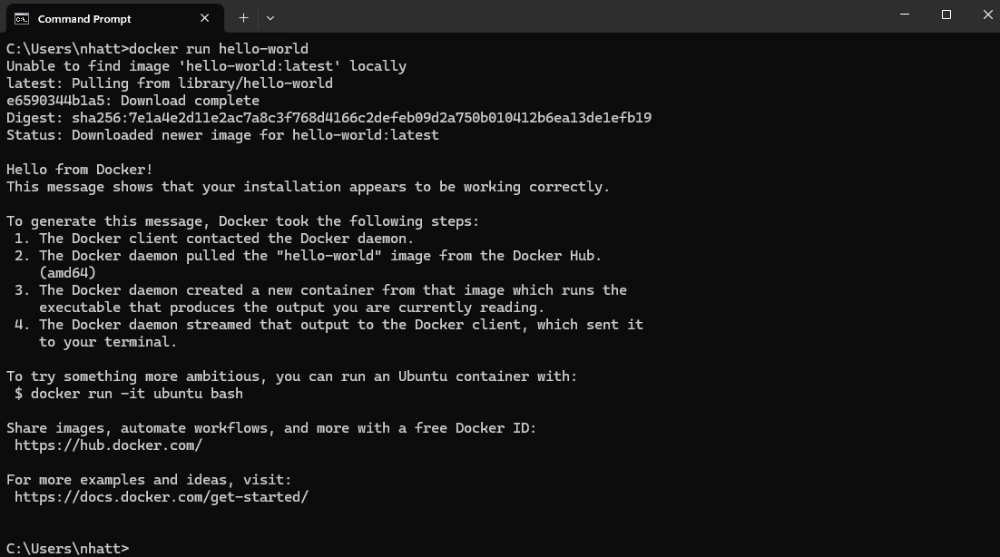 Command Prompt
C:\Users\nhatt>docker run hello-world
Unable to find image 'hello-world:latest' locally
latest: Pulling from library/hello-world
e6590344b1a5: Download complete
Digest: sha256:7e1a4e2d11e2ac7a8c3f768d4166c2defeb09d2a750b010412b6ea13de1efb19
Status: Downloaded newer image for hello-world:latest

Hello from Docker!
This message shows that your installation appears to be working correctly.

To generate this message, Docker took the following steps:
 1. The Docker client contacted the Docker daemon.
 2. The Docker daemon pulled the "hello-world" image from the Docker Hub.
    (amd64)
 3. The Docker daemon created a new container from that image which runs the
    executable that produces the output you are currently reading.
 4. The Docker daemon streamed that output to the Docker client, which sent it
    to your terminal.

To try something more ambitious, you can run an Ubuntu container with:
 $ docker run -it ubuntu bash

Share images, automate workflows, and more with a free Docker ID:
 https://hub.docker.com/

For more examples and ideas, visit:
 https://docs.docker.com/get-started/

C:\Users\nhatt>